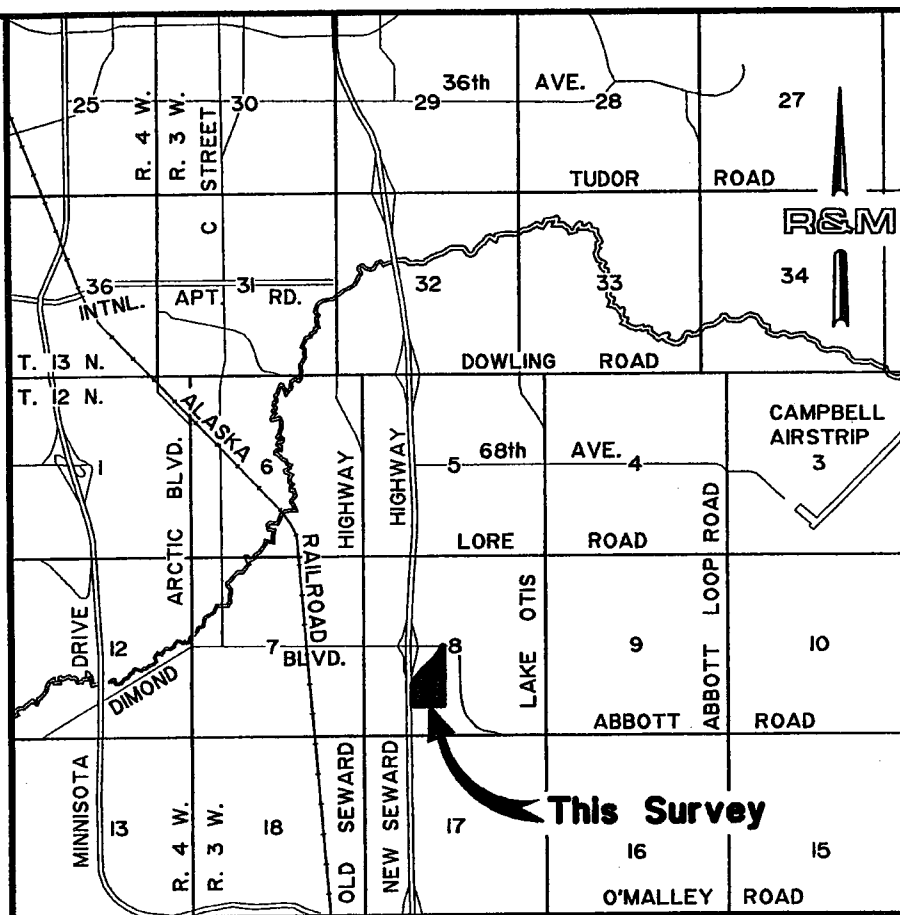 36th AVE.
25
30
29
28
27
R. 4 W.
R. 3 W.
C STREET
TUDOR ROAD
R&M
36
31
32
33
34
INTNL. APT. RD.
T. 13 N.
DOWLING ROAD
T. 12 N.
ALASKA RAILROAD
CAMPBELL
AIRSTRIP
1
6
5
68th AVE.
4
3
ARCTIC BLVD.
LORE ROAD
MINNISOTA DRIVE
12
7
8
9
10
DIMOND BLVD.
OLD SEWARD HIGHWAY
NEW SEWARD HIGHWAY
LAKE OTIS
ABBOTT LOOP ROAD
ABBOTT ROAD
This Survey
13
18
17
16
15
R. 4 W.
R. 3 W.
O'MALLEY ROAD